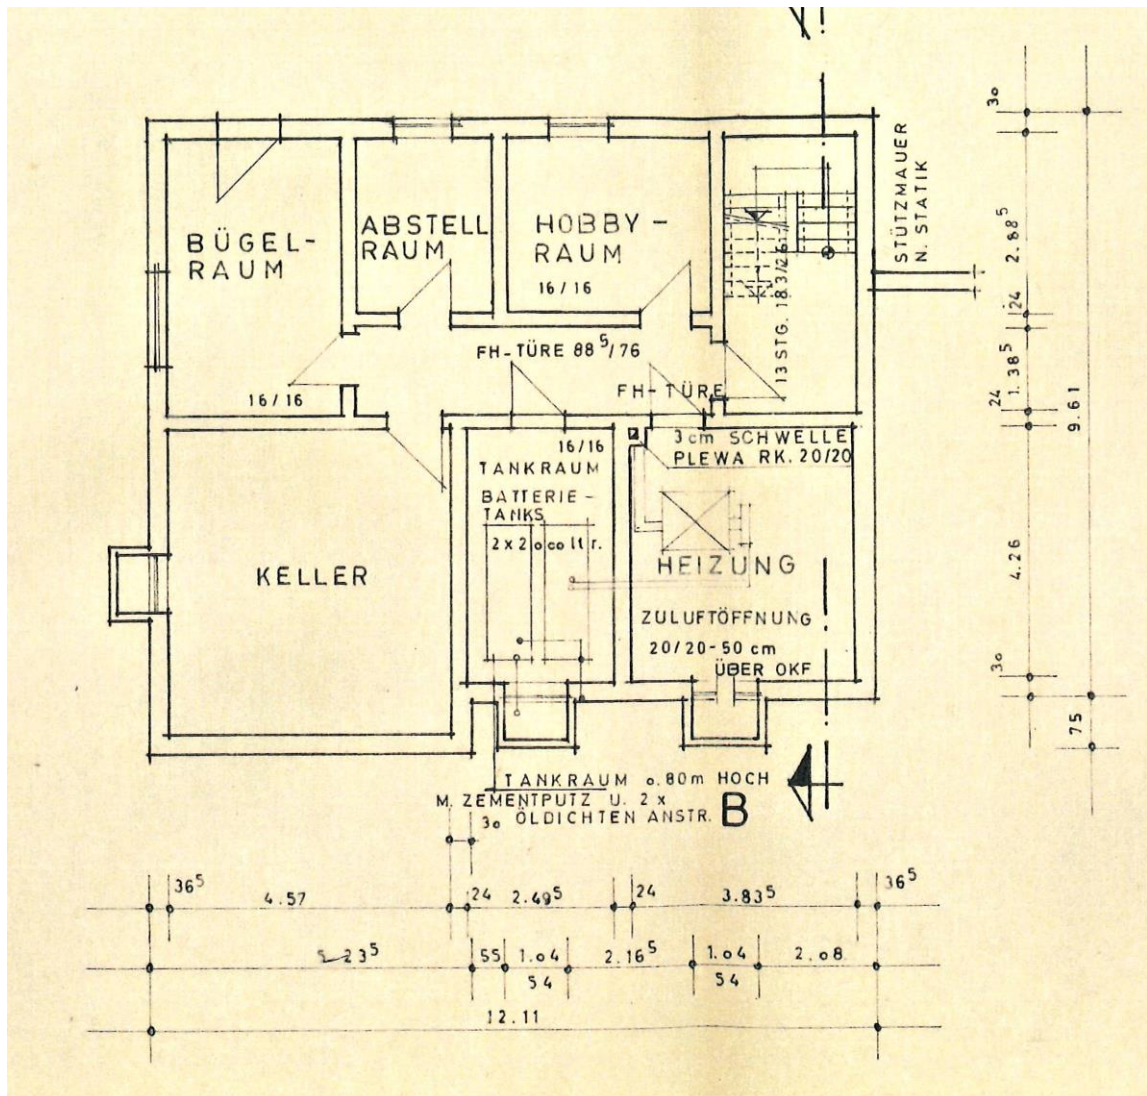 STÜTZMAUER
N. STATIK
BÜGEL-
RAUM
ABSTELL
RAUM
HOBBY-
RAUM
16/16
13 STG. 18 3/26
FH-TÜRE 88⁵/76
FH-TÜRE
16/16
16/16
3 cm SCHWELLE
PLEWA RK. 20/20
TANKRAUM
BATTERIE-
TANKS
2x2000 ltr.
KELLER
HEIZUNG
ZULUFTÖFFNUNG
20/20-50 cm
ÜBER OKF
TANKRAUM 0.80m HOCH
M. ZEMENTPUTZ U. 2x
ÖLDICHTEN ANSTR.
B
30
2.88⁵
24
1.38⁵
24
9.61
4.26
30
75
30
36⁵
4.57
24
2.49⁵
24
3.83⁵
36⁵
23⁵
55
1.04
54
2.16⁵
1.04
54
2.08
12.11